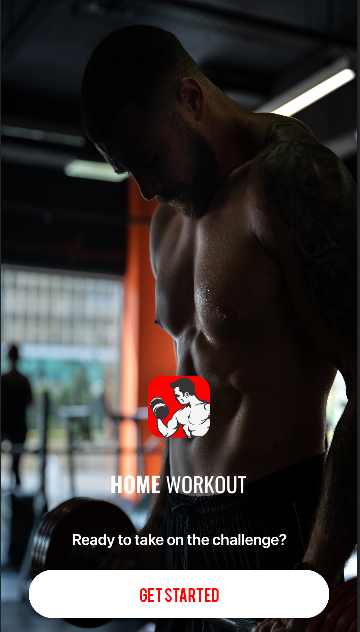 HOME WORKOUT
Ready to take on the challenge?
GET STARTED